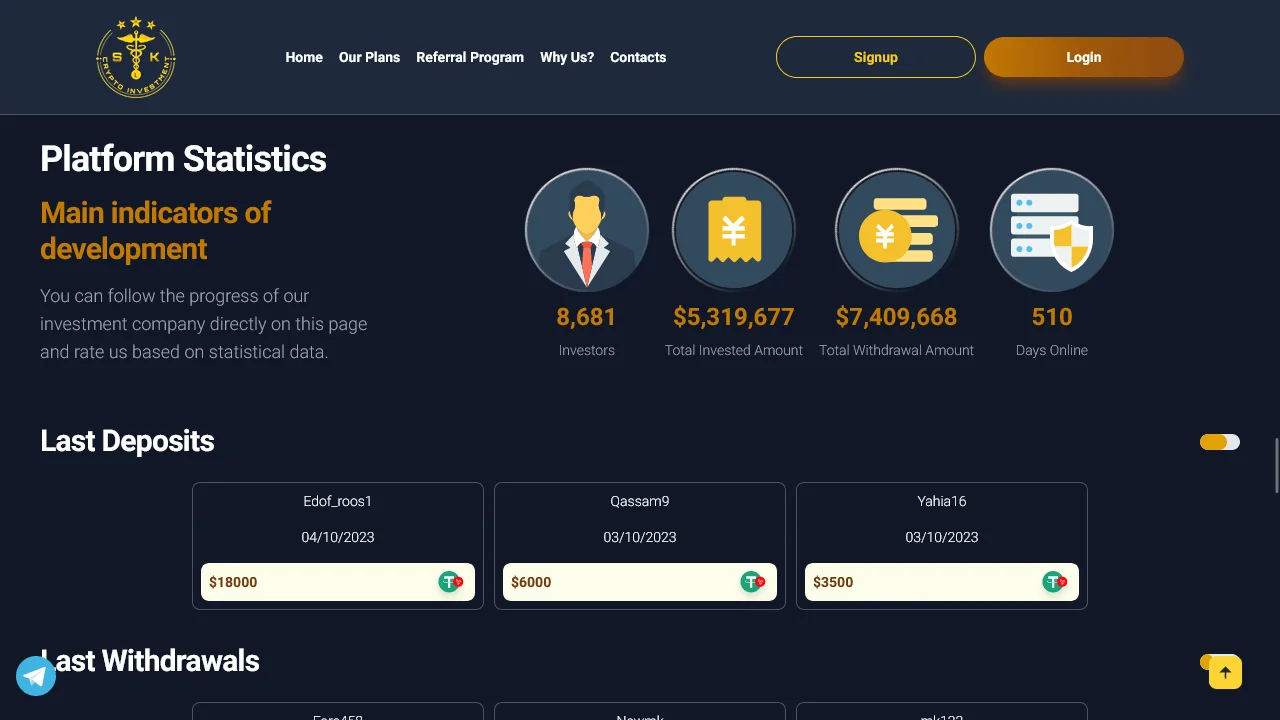 S K
CRYPTO INVESTMENT
Home
Our Plans
Referral Program
Why Us?
Contacts
Signup
Login
Platform Statistics
Main indicators of
development
You can follow the progress of our
investment company directly on this page
and rate us based on statistical data.
¥
¥
8,681
Investors
$5,319,677
Total Invested Amount
$7,409,668
Total Withdrawal Amount
510
Days Online
Last Deposits
Edof_roos1
04/10/2023
$18000
Qassam9
03/10/2023
$6000
Yahia16
03/10/2023
$3500
Last Withdrawals